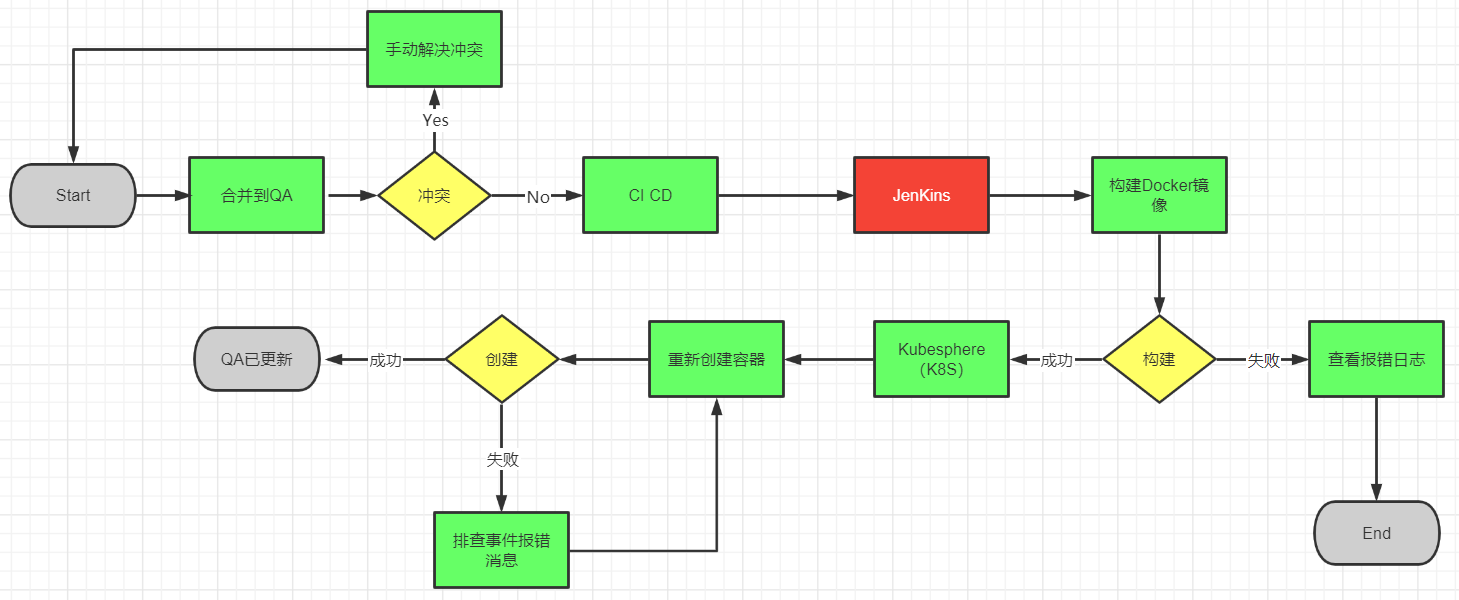 手动解决冲突
Yes
Start
合并到QA
冲突
No
CI CD
JenKins
构建Docker镜
像
QA已更新
成功
创建
重新创建容器
Kubesphere
（K8S）
成功
构建
失败
查看报错日志
失败
排查事件报错
消息
End